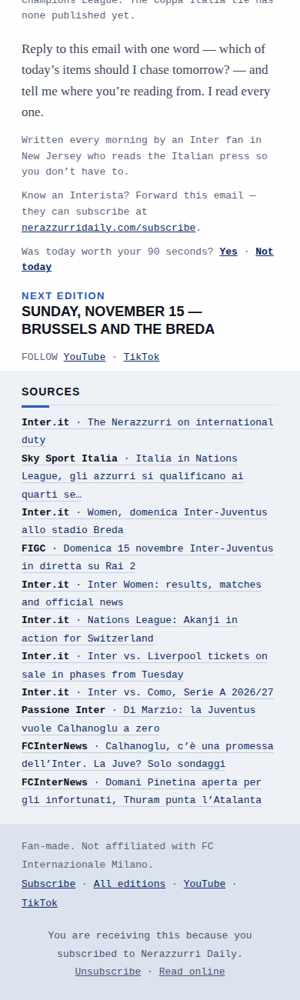 Champions League. The Coppa Italia tie has
none published yet.
Reply to this email with one word — which of
today’s items should I chase tomorrow? — and
tell me where you’re reading from. I read every
one.
Written every morning by an Inter fan in
New Jersey who reads the Italian press so
you don’t have to.
Know an Interista? Forward this email —
they can subscribe at
nerazzurridaily.com/subscribe.
Was today worth your 90 seconds? Yes · Not
today
NEXT EDITION
SUNDAY, NOVEMBER 15 —
BRUSSELS AND THE BREDA
FOLLOW YouTube · TikTok
SOURCES
Inter.it · The Nerazzurri on international
duty
Sky Sport Italia · Italia in Nations
League, gli azzurri si qualificano ai
quarti se…
Inter.it · Women, domenica Inter-Juventus
allo stadio Breda
FIGC · Domenica 15 novembre Inter-Juventus
in diretta su Rai 2
Inter.it · Inter Women: results, matches
and official news
Inter.it · Nations League: Akanji in
action for Switzerland
Inter.it · Inter vs. Liverpool tickets on
sale in phases from Tuesday
Inter.it · Inter vs. Como, Serie A 2026/27
Passione Inter · Di Marzio: la Juventus
vuole Calhanoglu a zero
FCInterNews · Calhanoglu, c’è una promessa
dell’Inter. La Juve? Solo sondaggi
FCInterNews · Domani Pinetina aperta per
gli infortunati, Thuram punta l’Atalanta
Fan-made. Not affiliated with FC
Internazionale Milano.
Subscribe · All editions · YouTube ·
TikTok
You are receiving this because you
subscribed to Nerazzurri Daily.
Unsubscribe · Read online